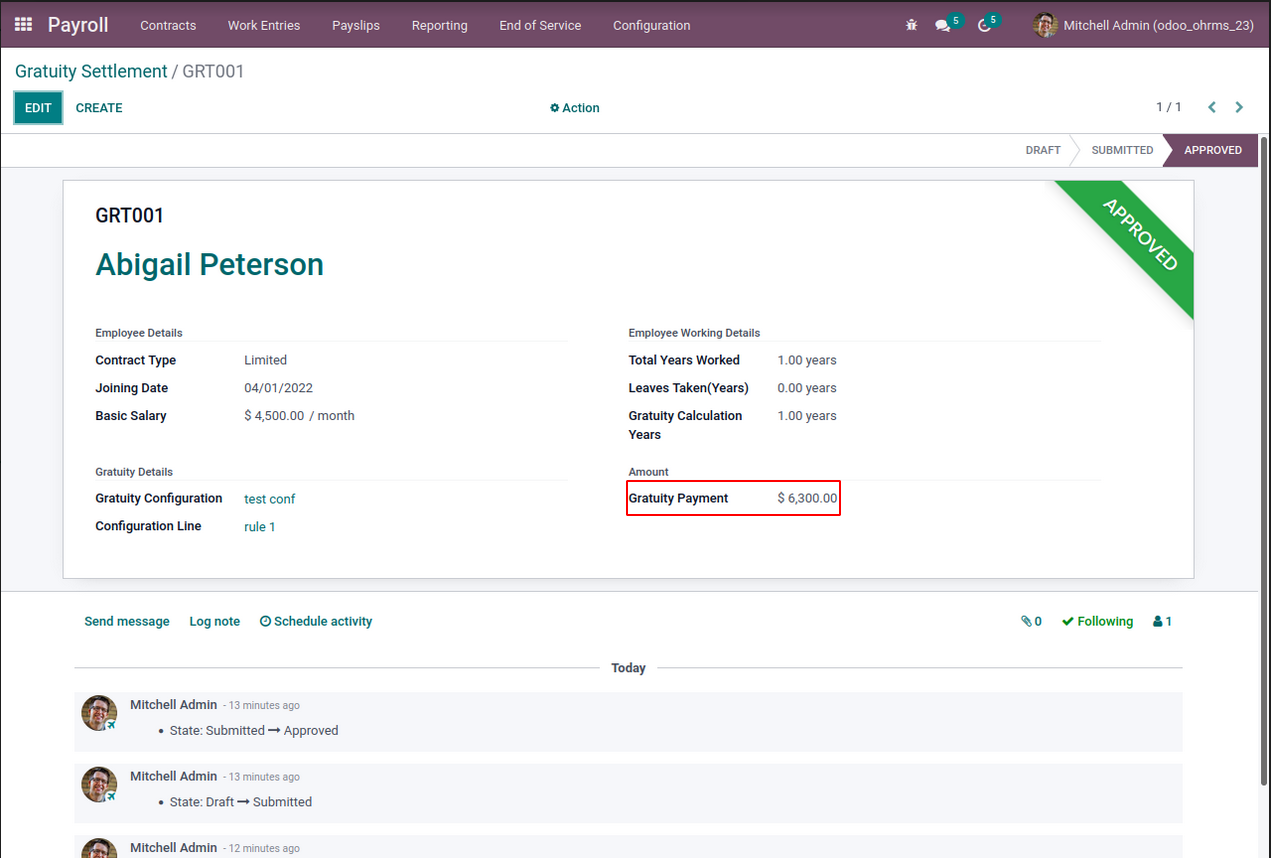 Payroll Contracts Work Entries Payslips Reporting End of Service Configuration 5 5 Mitchell Admin (odoo_ohrms_23)
Gratuity Settlement / GRT001
EDIT CREATE Action 1 / 1
DRAFT SUBMITTED APPROVED
APPROVED
GRT001
Abigail Peterson
Employee Details Employee Working Details
Contract Type Limited Total Years Worked 1.00 years
Joining Date 04/01/2022 Leaves Taken(Years) 0.00 years
Basic Salary $ 4,500.00 / month Gratuity Calculation 1.00 years
Years
Gratuity Details Amount
Gratuity Configuration test conf Gratuity Payment $ 6,300.00
Configuration Line rule 1
Send message Log note Schedule activity 0 Following 1
Today
Mitchell Admin - 13 minutes ago
• State: Submitted → Approved
Mitchell Admin - 13 minutes ago
• State: Draft → Submitted
Mitchell Admin - 12 minutes ago